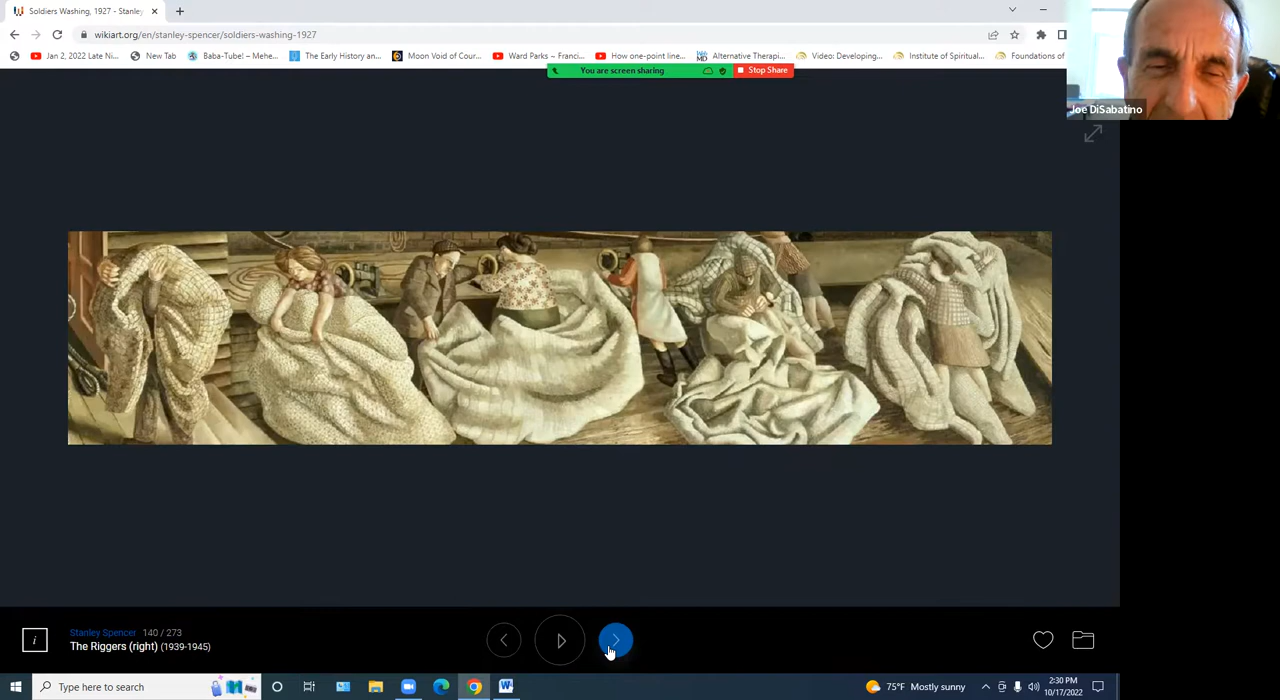 Soldiers Washing, 1927 - Stanley
wikiart.org/en/stanley-spencer/soldiers-washing-1927
Jan 2, 2022 Late Ni...
New Tab
Baba-Tube! – Mehe...
The Early History an...
Moon Void of Cour...
Ward Parks – Franci...
How one-point line...
Alternative Therapi...
Video: Developing...
Institute of Spiritual...
Foundations of
You are screen sharing
Stop Share
Joe DiSabatino
Stanley Spencer 140 / 273
The Riggers (right) (1939-1945)
Type here to search
75°F Mostly sunny
2:30 PM
10/17/2022